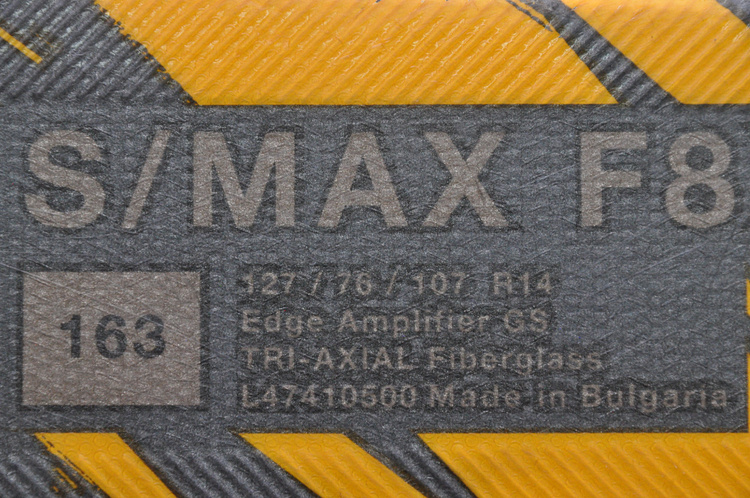 S/MAX F8
163
127 / 76 / 107 R14
Edge Amplifier GS
TRI-AXIAL Fiberglass
L47410500 Made in Bulgaria